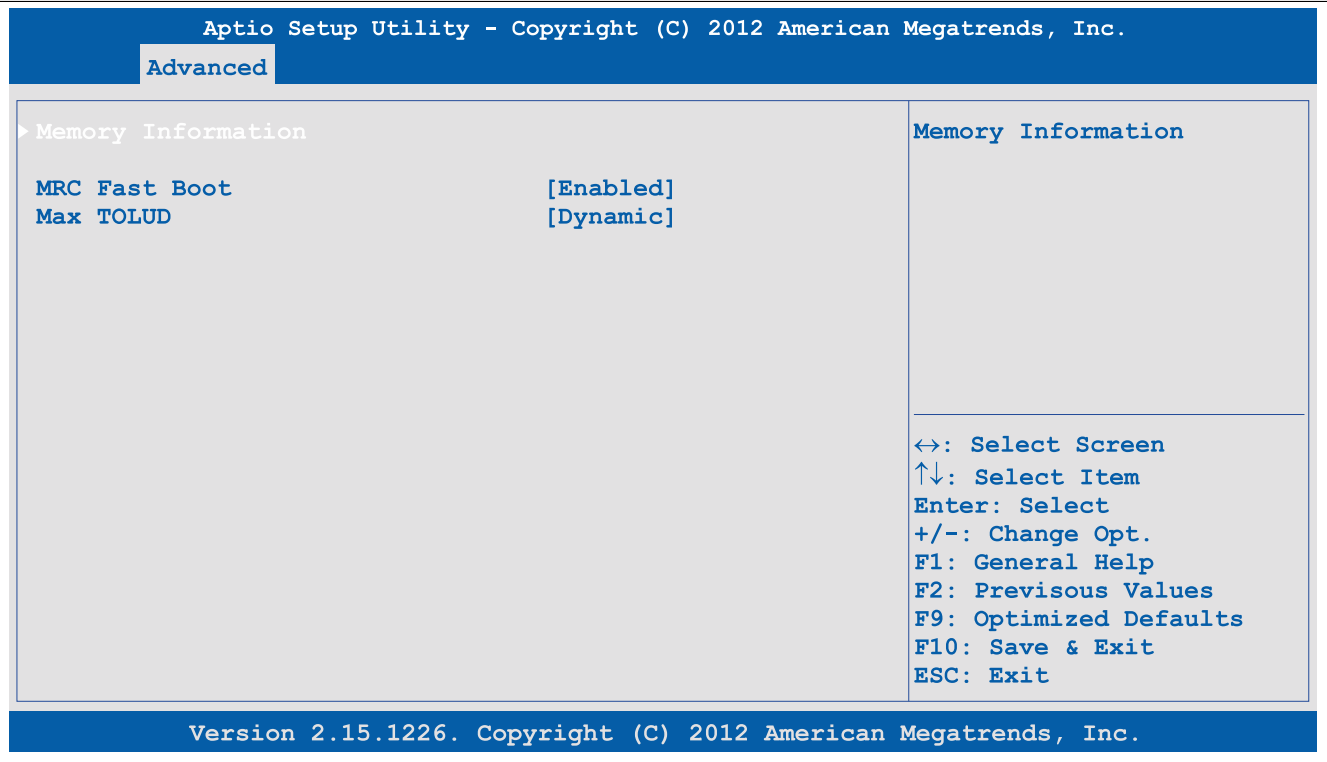 Aptio Setup Utility - Copyright (C) 2012 American Megatrends, Inc.
Advanced
Memory Information
MRC Fast Boot [Enabled]
Max TOLUD [Dynamic]
Memory Information
↔: Select Screen
↑↓: Select Item
Enter: Select
+/-: Change Opt.
F1: General Help
F2: Previsous Values
F9: Optimized Defaults
F10: Save & Exit
ESC: Exit
Version 2.15.1226. Copyright (C) 2012 American Megatrends, Inc.